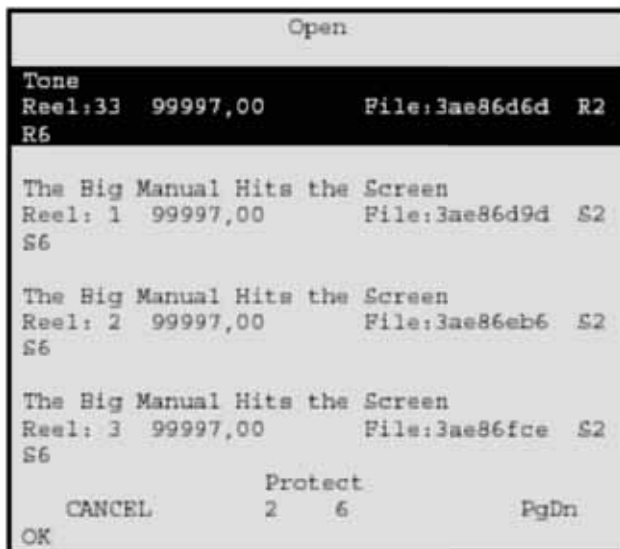 Open
Tone
Reel:33 99997,00 File:3ae86d6d R2
R6
The Big Manual Hits the Screen
Reel: 1 99997,00 File:3ae86d9d S2
S6
The Big Manual Hits the Screen
Reel: 2 99997,00 File:3ae86eb6 S2
S6
The Big Manual Hits the Screen
Reel: 3 99997,00 File:3ae86fce S2
S6
Protect
CANCEL 2 6 PgDn
OK